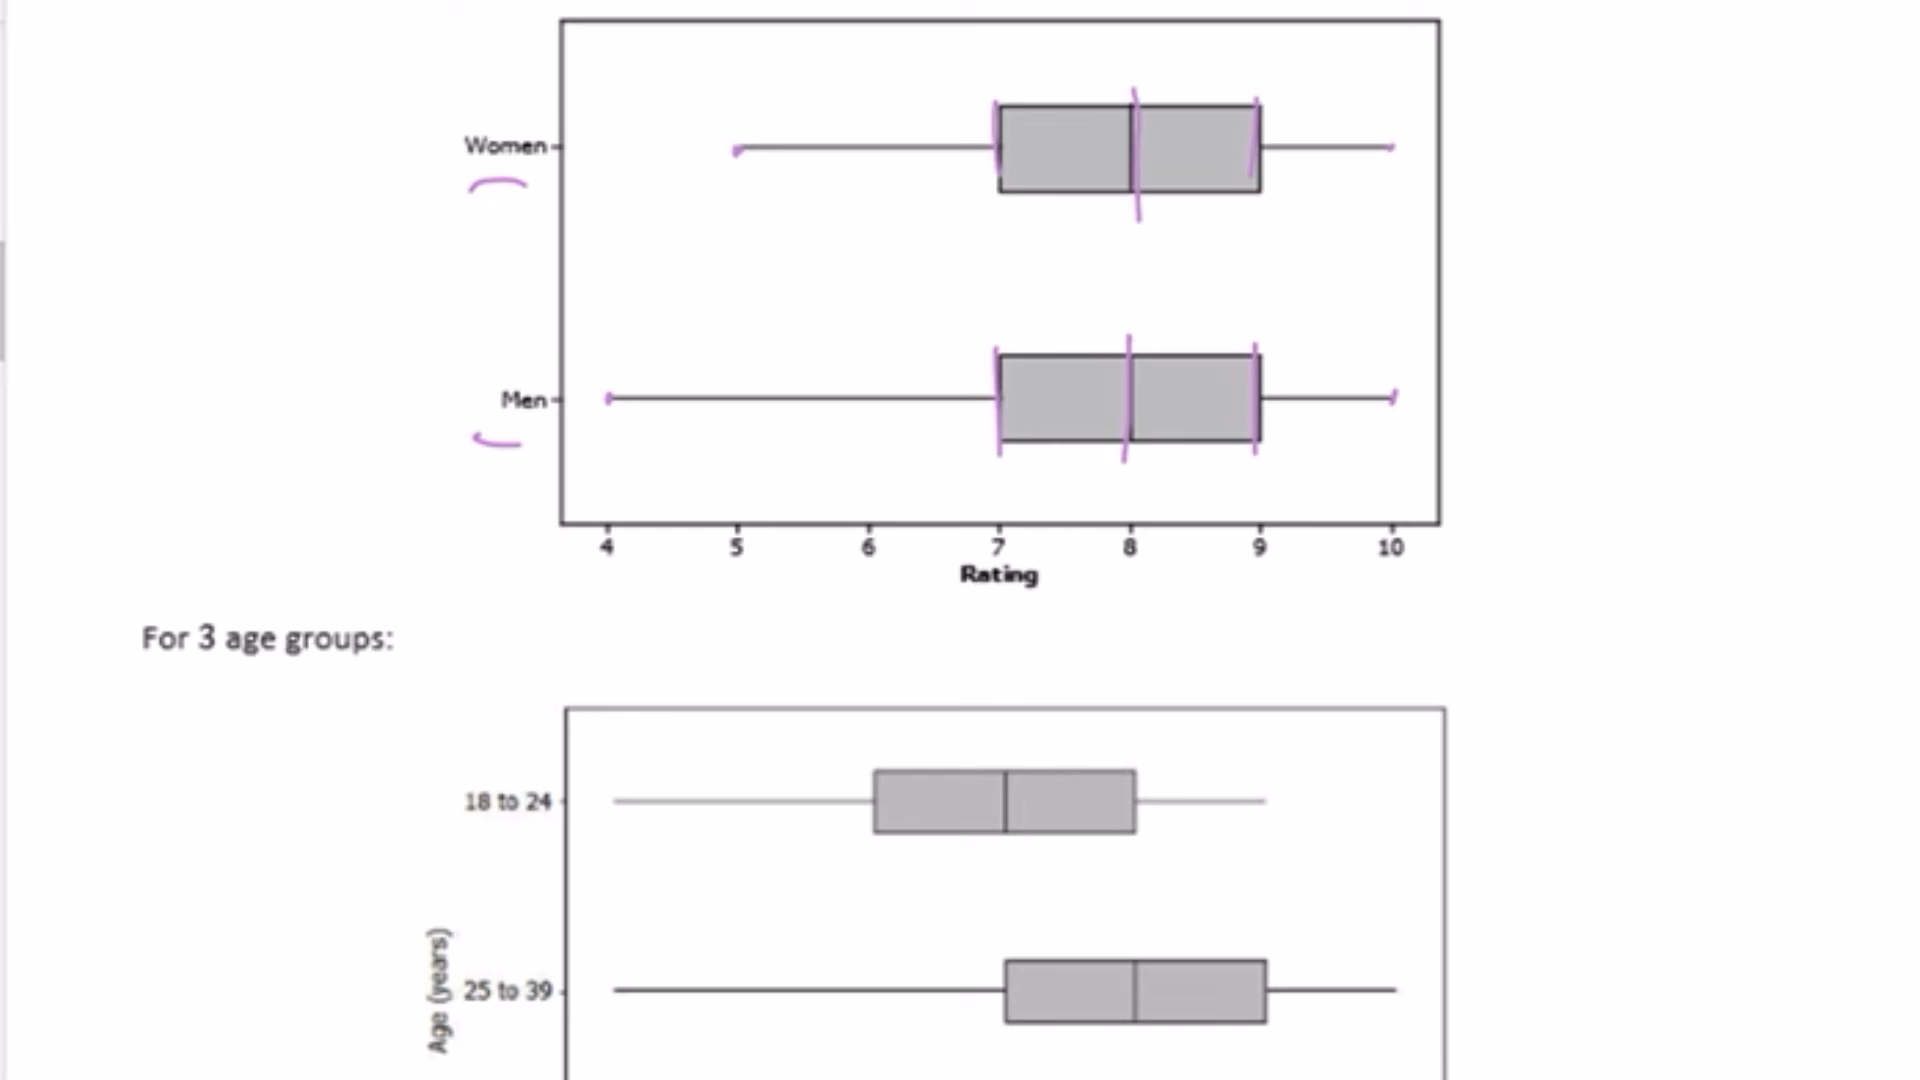 Women
Men
4 5 6 7 8 9 10
Rating
For 3 age groups:
18 to 24
Age (years)
25 to 39